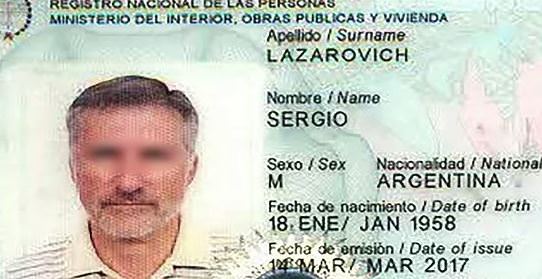 REGISTRO NACIONAL DE LAS PERSONAS
MINISTERIO DEL INTERIOR, OBRAS PUBLICAS Y VIVIENDA
Apellido / Surname
LAZAROVICH
Nombre / Name
SERGIO
Sexo / Sex Nacionalidad / National
M ARGENTINA
Fecha de nacimiento / Date of birth
18 ENE/ JAN 1958
Fecha de emisión / Date of issue
14 MAR/ MAR 2017